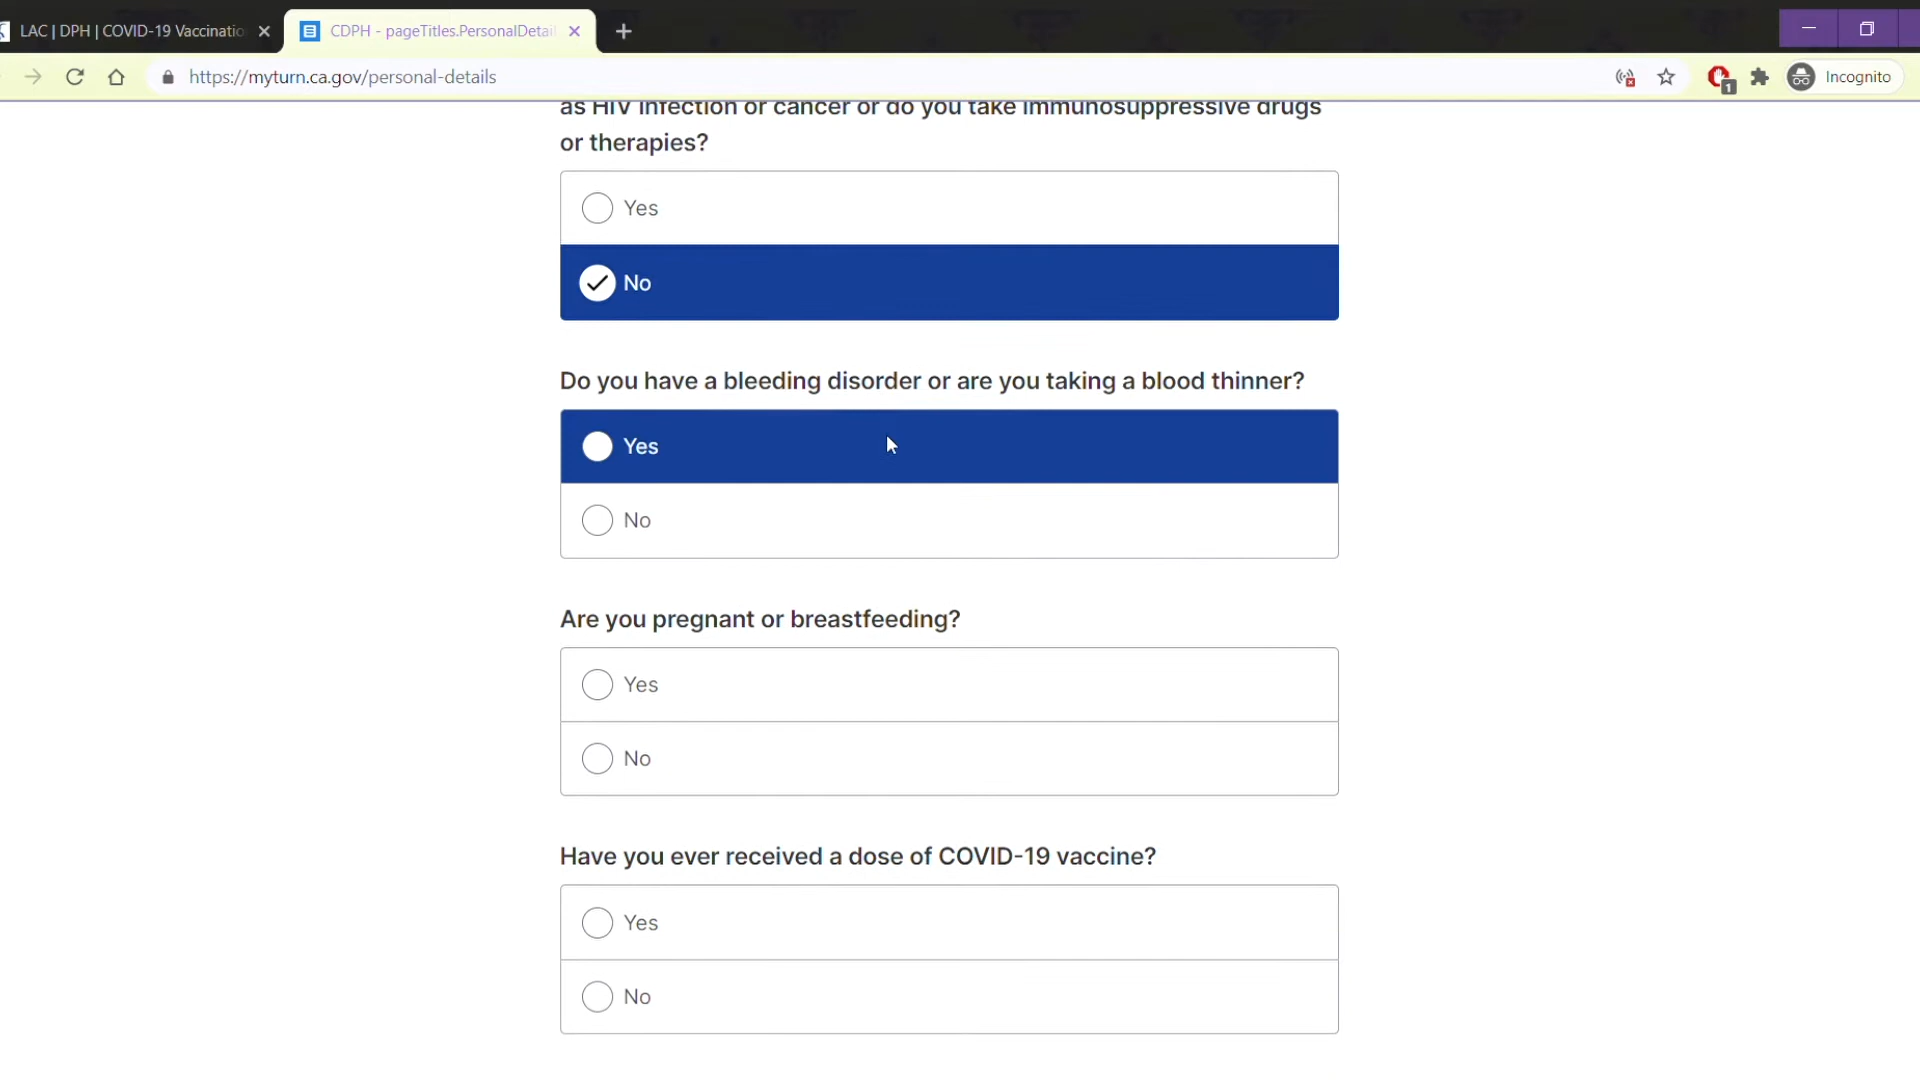 LAC | DPH | COVID-19 Vaccinatio
CDPH - pageTitles.PersonalDetai
https://myturn.ca.gov/personal-details
1
Incognito
as HIV infection or cancer or do you take immunosuppressive drugs
or therapies?
Yes
No
Do you have a bleeding disorder or are you taking a blood thinner?
Yes
No
Are you pregnant or breastfeeding?
Yes
No
Have you ever received a dose of COVID-19 vaccine?
Yes
No